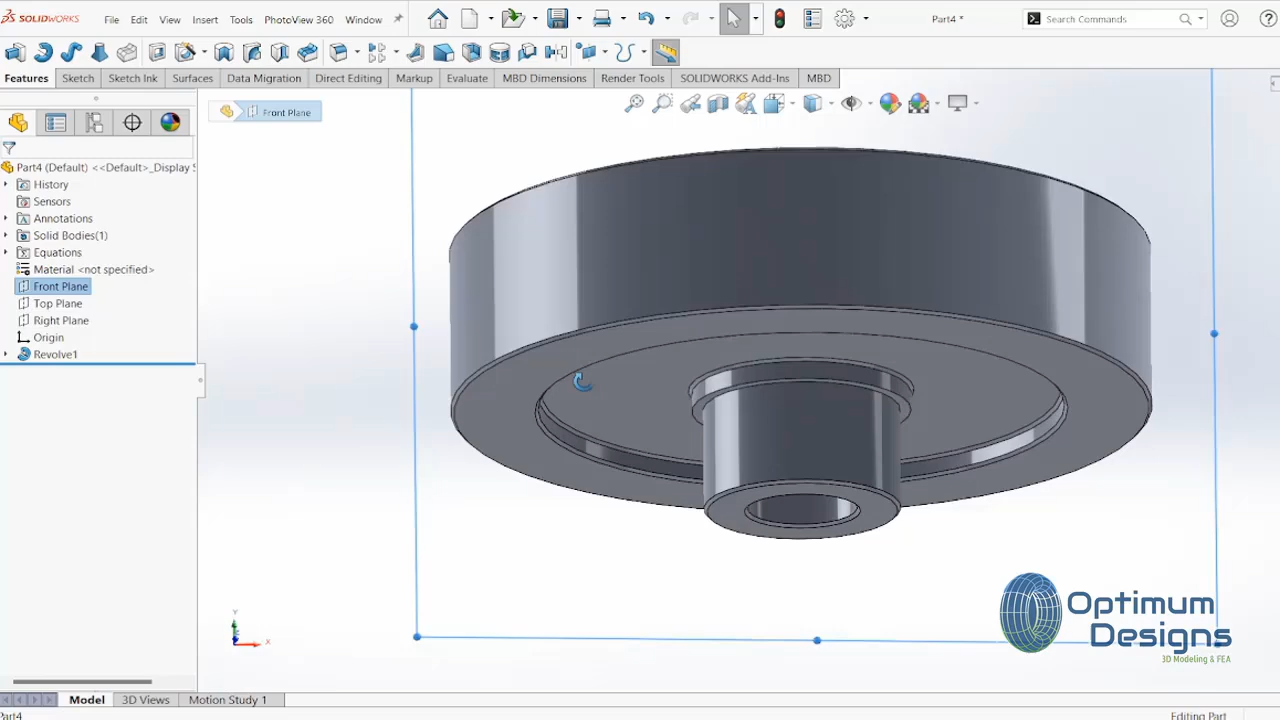 SOLIDWORKS File Edit View Insert Tools PhotoView 360 Window Part4 * Search Commands
Features Sketch Sketch Ink Surfaces Data Migration Direct Editing Markup Evaluate MBD Dimensions Render Tools SOLIDWORKS Add-Ins MBD
Front Plane
Part4 (Default) <<Default>_Display S
History
Sensors
Annotations
Solid Bodies(1)
Equations
Material <not specified>
Front Plane
Top Plane
Right Plane
Origin
Revolve1
Y
X
Optimum
Designs
3D Modeling & FEA
Model 3D Views Motion Study 1
Part4 Editing Part